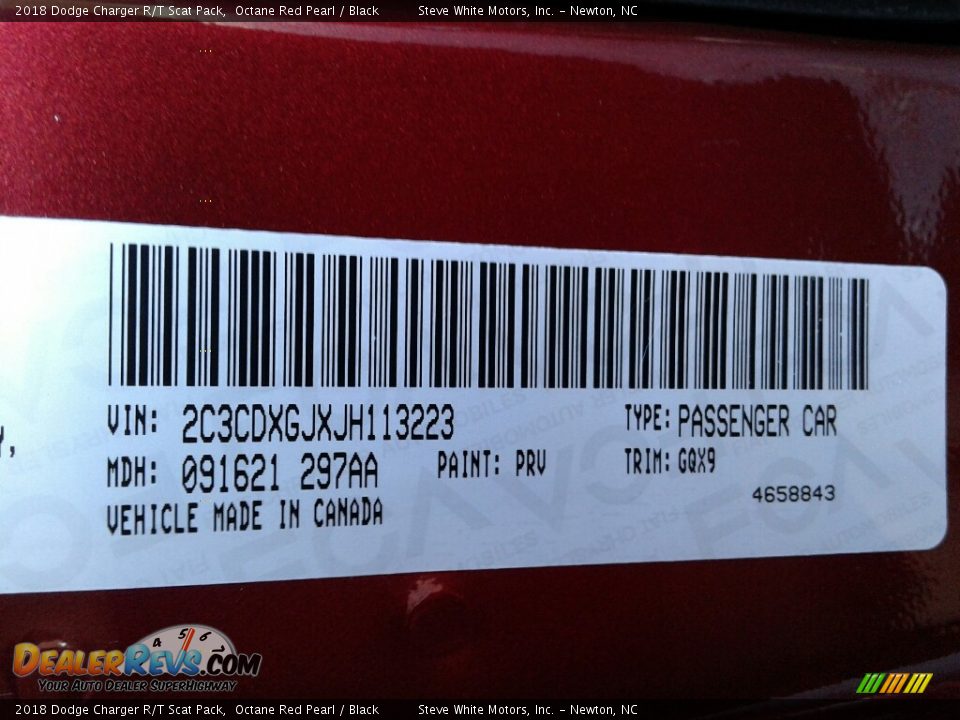 2018 Dodge Charger R/T Scat Pack, Octane Red Pearl / Black Steve White Motors, Inc. - Newton, NC
VIN: 2C3CDXGJXJH113223 TYPE: PASSENGER CAR
MDH: 091621 297AA PAINT: PRV TRIM: GQX9
4658843
VEHICLE MADE IN CANADA
DEALERREVS.COM
YOUR AUTO DEALER SUPERHIGHWAY
2018 Dodge Charger R/T Scat Pack, Octane Red Pearl / Black Steve White Motors, Inc. - Newton, NC